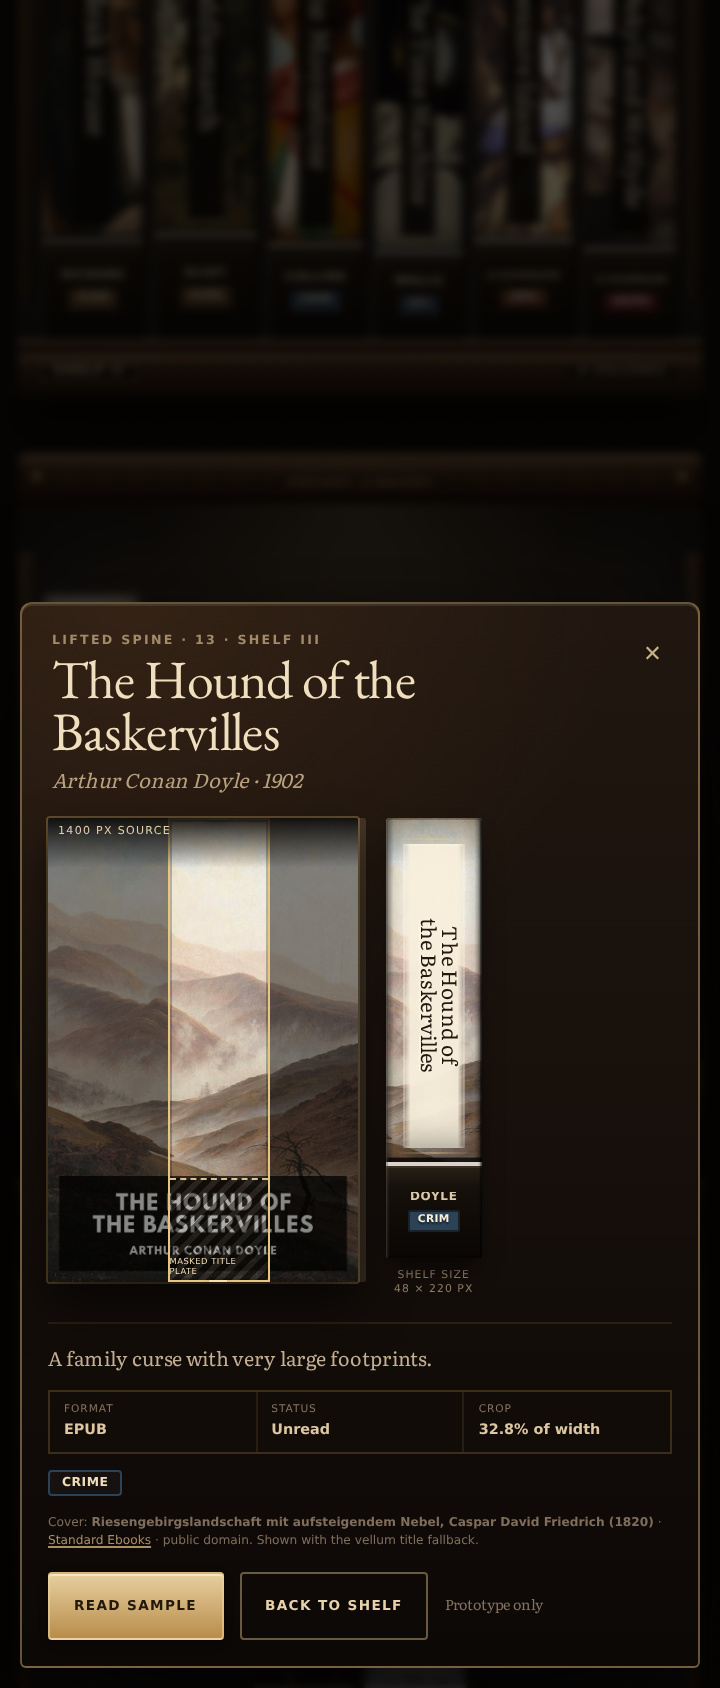 LIFTED SPINE · 13 · SHELF III
The Hound of the
Baskervilles
Arthur Conan Doyle · 1902
×
1400 PX SOURCE
THE HOUND OF
THE BASKERVILLES
ARTHUR CONAN DOYLE
MASKED TITLE
PLATE
The Hound of
the Baskervilles
DOYLE
CRIM
SHELF SIZE
48 × 220 PX
A family curse with very large footprints.
FORMAT
EPUB
STATUS
Unread
CROP
32.8% of width
CRIME
Cover: Riesengebirgslandschaft mit aufsteigendem Nebel, Caspar David Friedrich (1820) ·
Standard Ebooks · public domain. Shown with the vellum title fallback.
READ SAMPLE
BACK TO SHELF
Prototype only